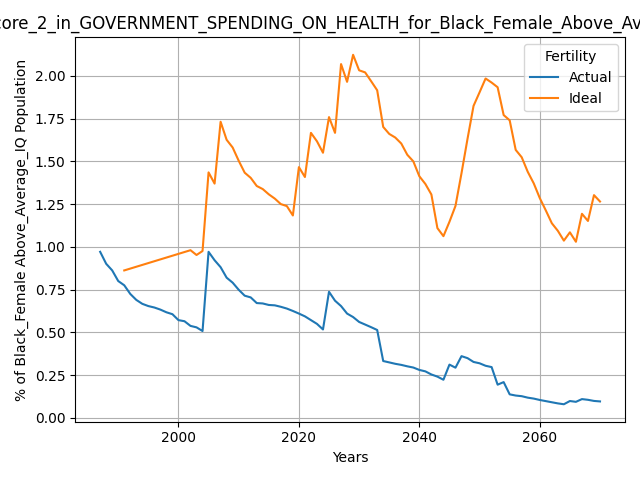 core_2_in_GOVERNMENT_SPENDING_ON_HEALTH_for_Black_Female_Above_Av
Fertility
Actual
Ideal
% of Black_Female Above_Average_IQ Population
2.00
1.75
1.50
1.25
1.00
0.75
0.50
0.25
0.00
2000 2020 2040 2060
Years